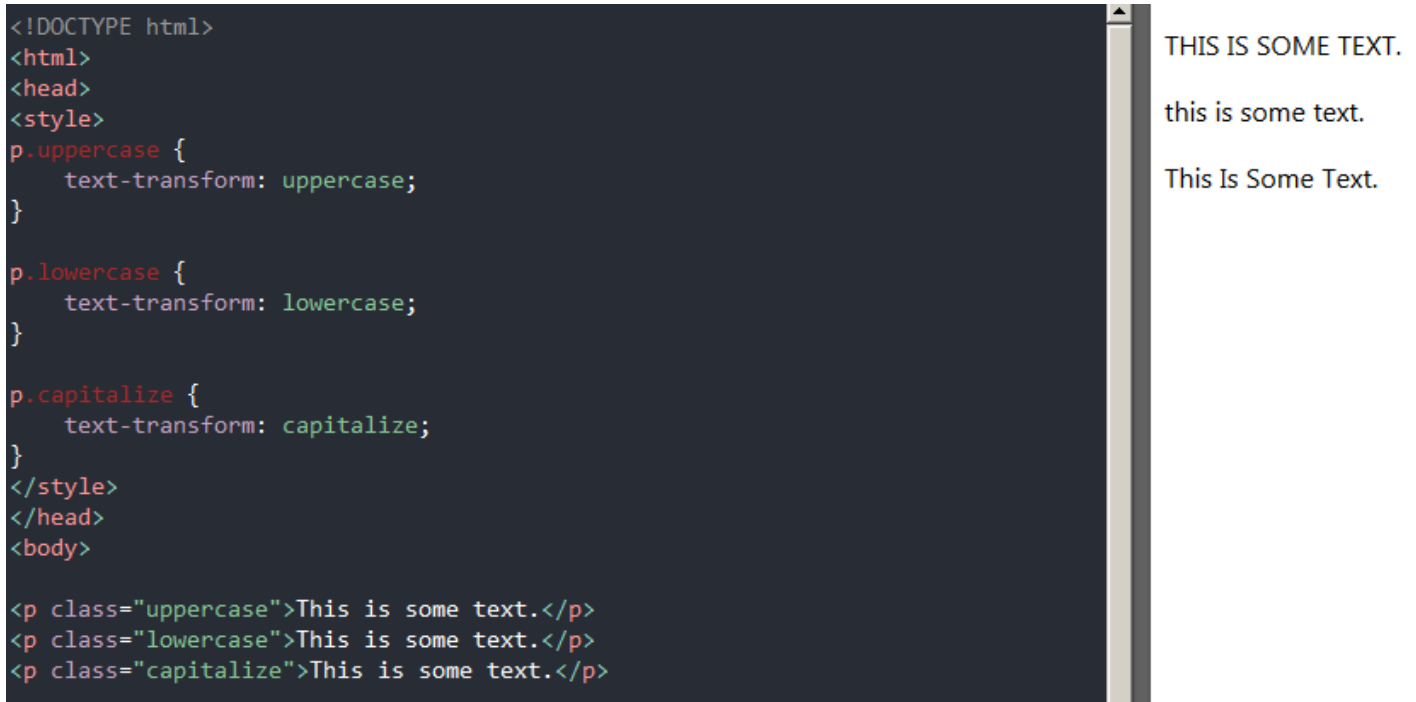 <!DOCTYPE html>
<html>
<head>
<style>
p.uppercase {
    text-transform: uppercase;
}

p.lowercase {
    text-transform: lowercase;
}

p.capitalize {
    text-transform: capitalize;
}
</style>
</head>
<body>

<p class="uppercase">This is some text.</p>
<p class="lowercase">This is some text.</p>
<p class="capitalize">This is some text.</p>

THIS IS SOME TEXT.
this is some text.
This Is Some Text.